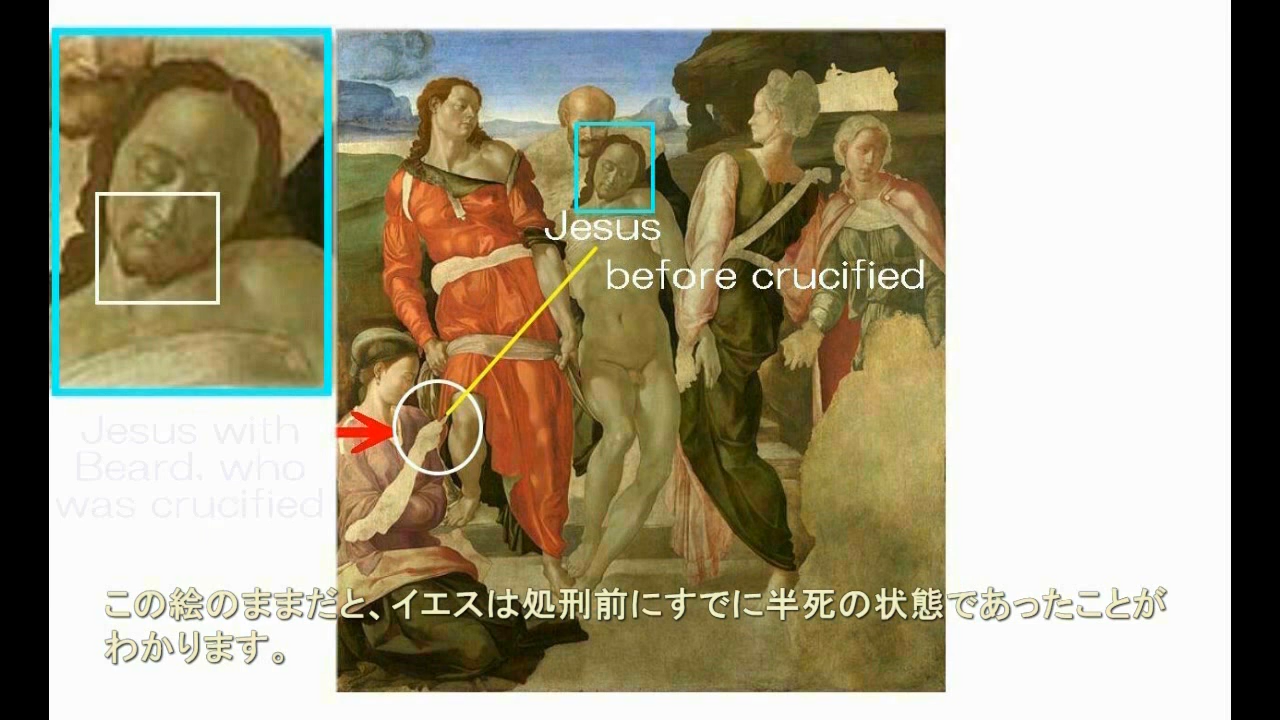 Jesus
before crucified
Jesus with
Beard, who
was crucified
この絵のままだと、イエスは処刑前にすでに半死の状態であったことが
わかります。